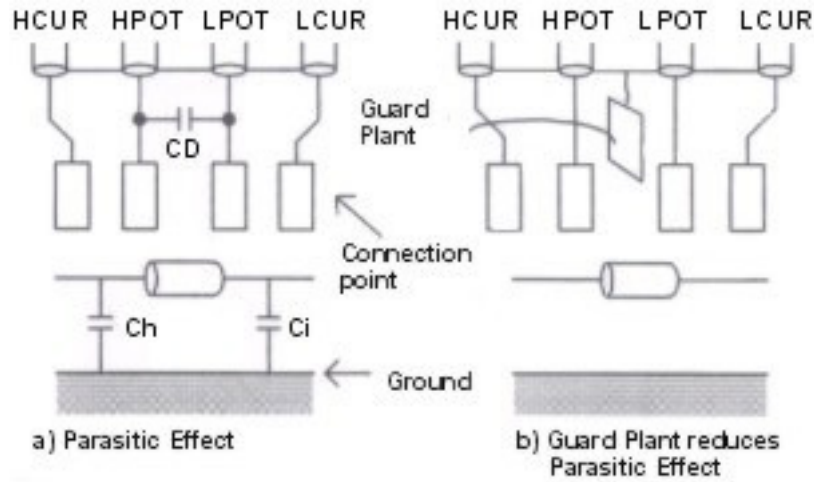 HCUR HPOT LPOT LCUR
HCUR HPOT LPOT LCUR
Guard
Plant
CD
Connection
point
Ch
Ci
Ground
a) Parasitic Effect
b) Guard Plant reduces
Parasitic Effect